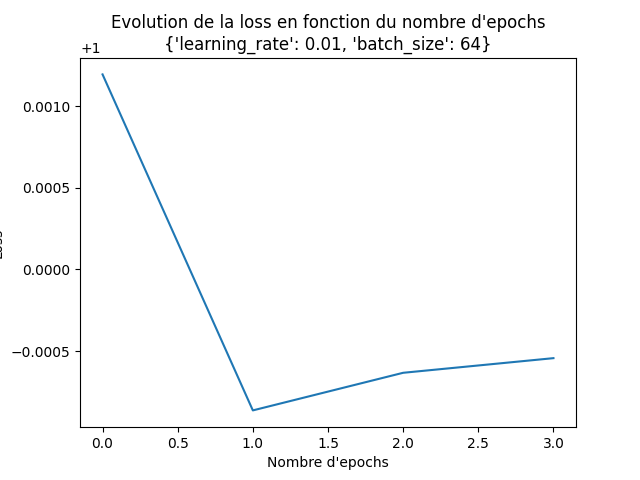 Evolution de la loss en fonction du nombre d'epochs
{'learning_rate': 0.01, 'batch_size': 64}
+1
0.0010
0.0005
0.0000
−0.0005
Loss
0.0 0.5 1.0 1.5 2.0 2.5 3.0
Nombre d'epochs